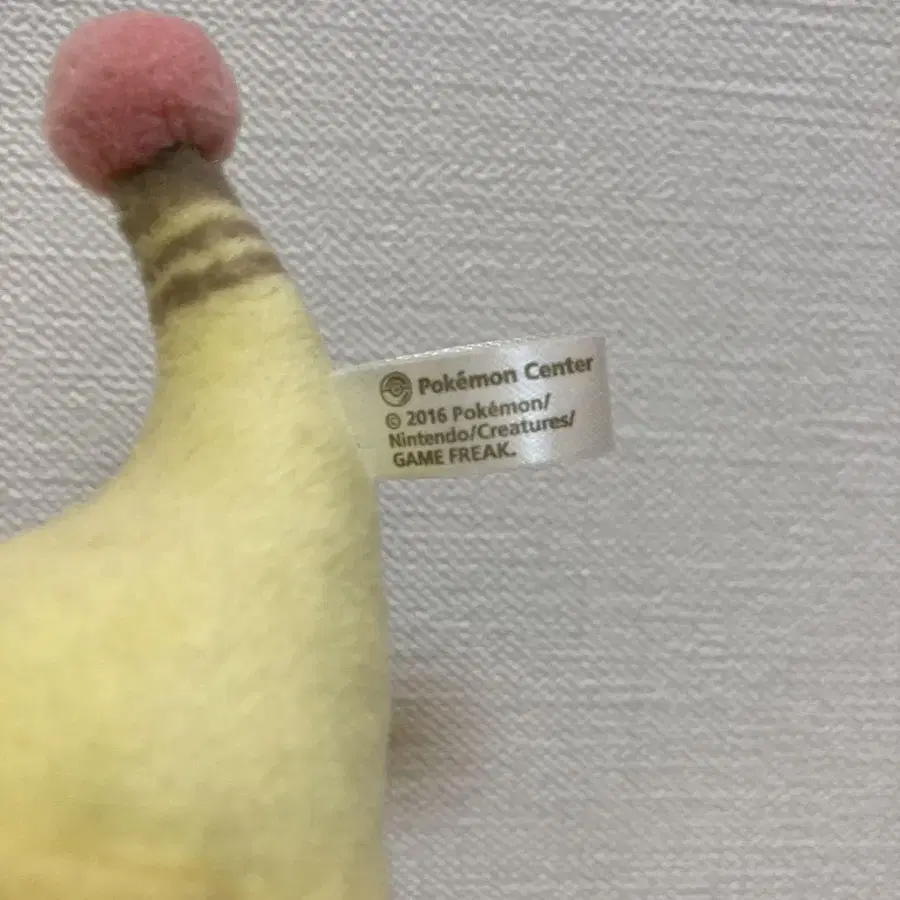 Pokémon Center
© 2016 Pokémon/
Nintendo/Creatures/
GAME FREAK.